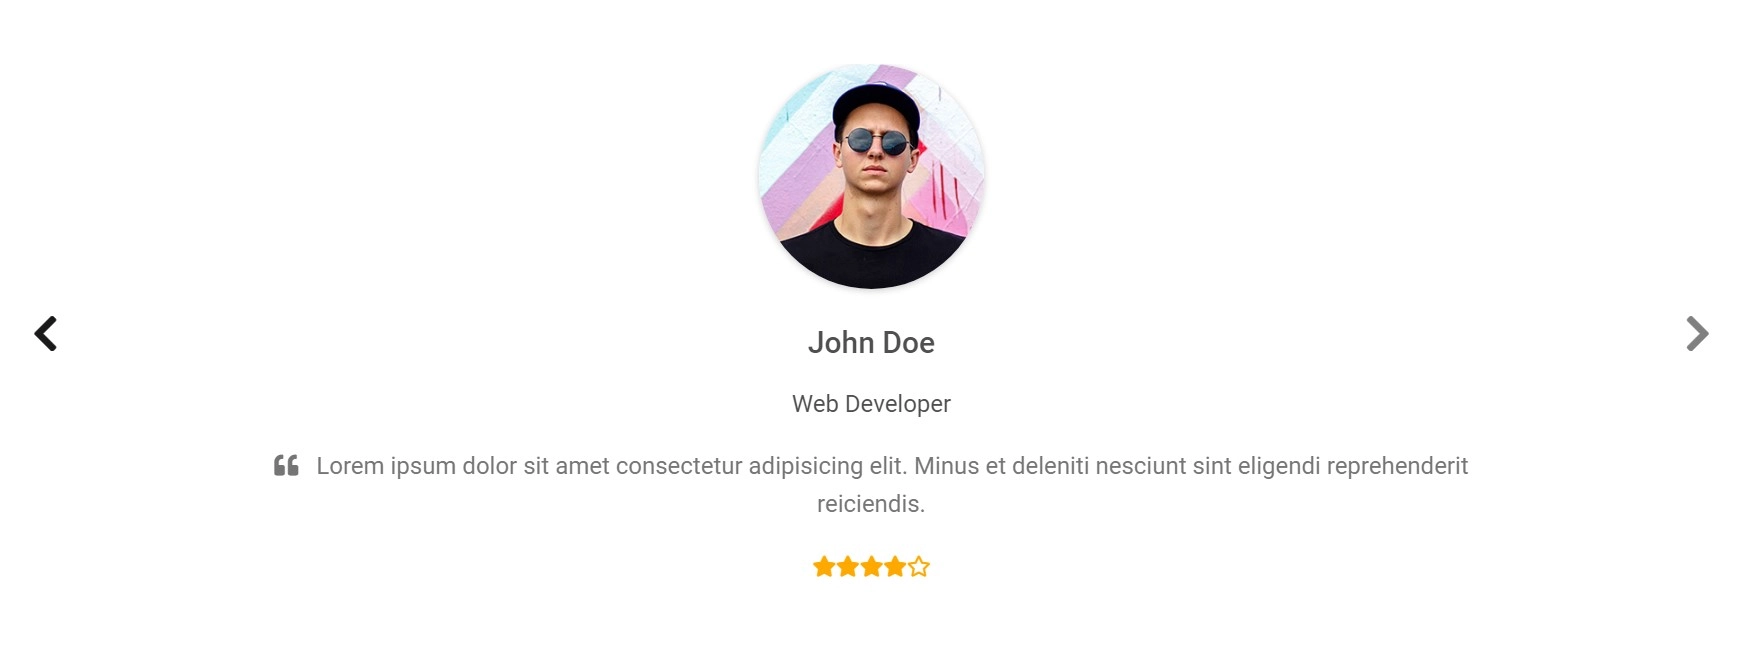 John Doe
Web Developer
Lorem ipsum dolor sit amet consectetur adipisicing elit. Minus et deleniti nesciunt sint eligendi reprehenderit
reiciendis.